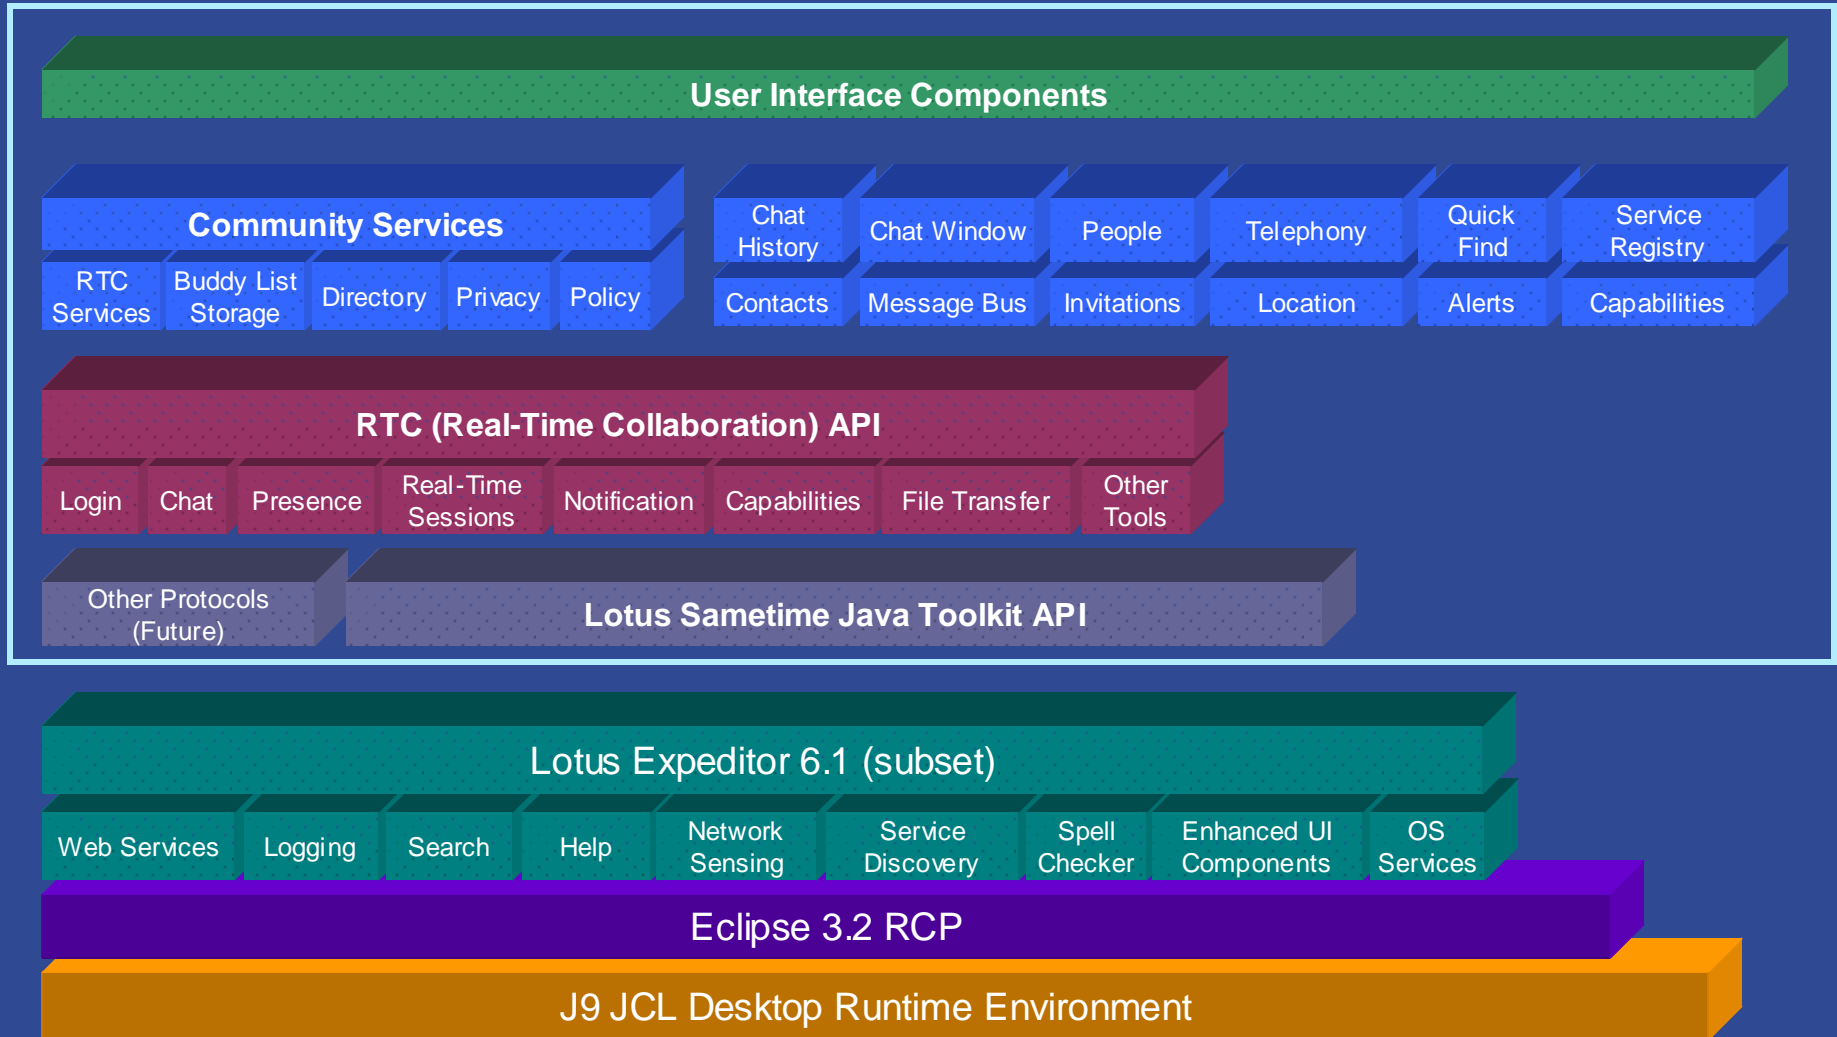 User Interface Components
Community Services
RTC
Services
Buddy List
Storage
Directory
Privacy
Policy
Chat
History
Chat Window
People
Telephony
Quick
Find
Service
Registry
Contacts
Message Bus
Invitations
Location
Alerts
Capabilities
RTC (Real-Time Collaboration) API
Login
Chat
Presence
Real-Time
Sessions
Notification
Capabilities
File Transfer
Other
Tools
Other Protocols
(Future)
Lotus Sametime Java Toolkit API
Lotus Expeditor 6.1 (subset)
Web Services
Logging
Search
Help
Network
Sensing
Service
Discovery
Spell
Checker
Enhanced UI
Components
OS
Services
Eclipse 3.2 RCP
J9 JCL Desktop Runtime Environment